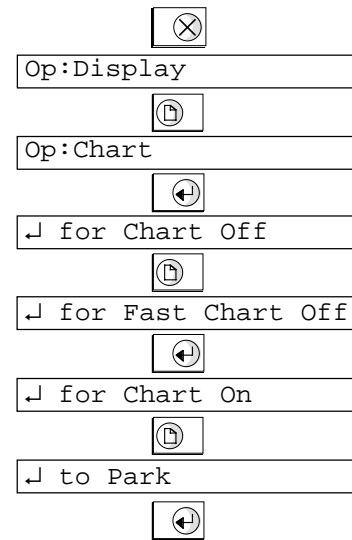 Op:Display
Op:Chart
↵ for Chart Off
↵ for Fast Chart Off
↵ for Chart On
↵ to Park